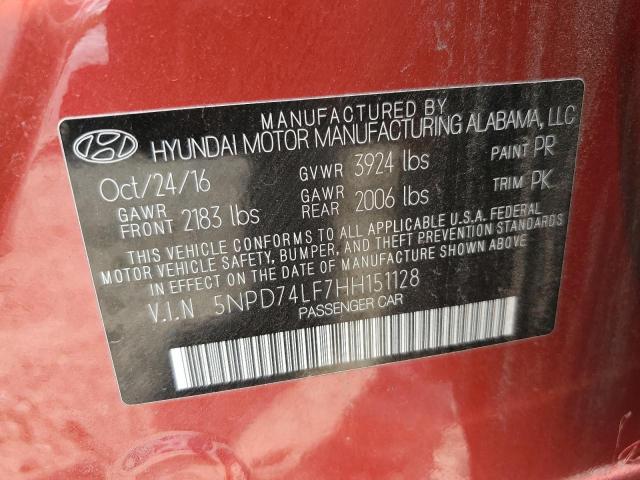 MANUFACTURED BY
HYUNDAI MOTOR MANUFACTURING ALABAMA, LLC
Oct/24/16 GVWR 3924 lbs PAINT PR
GAWR FRONT 2183 lbs GAWR REAR 2006 lbs TRIM PK
THIS VEHICLE CONFORMS TO ALL APPLICABLE U.S.A. FEDERAL
MOTOR VEHICLE SAFETY, BUMPER, AND THEFT PREVENTION STANDARDS
IN EFFECT ON THE DATE OF MANUFACTURE SHOWN ABOVE.
V.I.N 5NPD74LF7HH151128
PASSENGER CAR